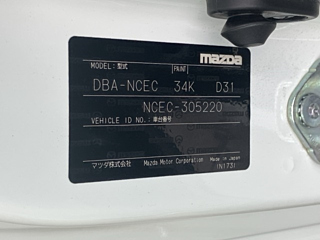 mazda
MODEL: 型式 PAINT
DBA-NCEC 34K D31
NCEC-305220
VEHICLE ID NO.: 車台番号
マツダ株式会社 Mazda Motor Corporation Made in Japan
(N173)